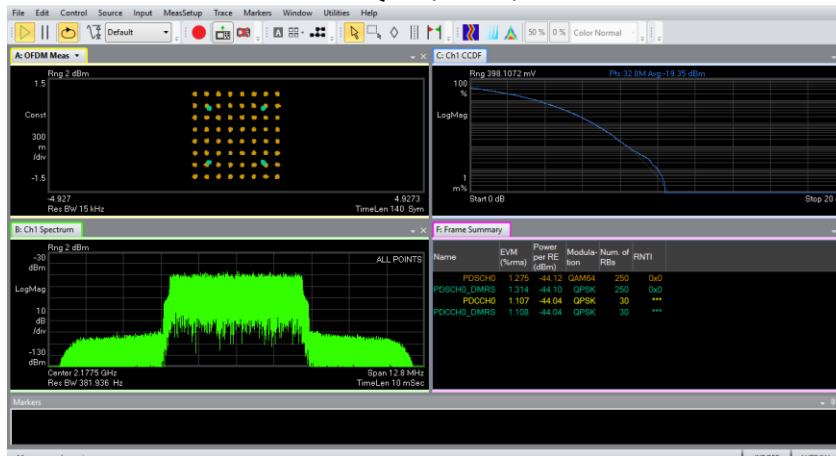 File Edit Control Source Input MeasSetup Trace Markers Window Utilities Help
Default 50 % 0 % Color Normal
A: OFDM Meas
Rng 2 dBm
1.5
Const
300
m
/div
-1.5
-4.927 4.9273
Res BW 15 kHz TimeLen 140 Sym
C: Ch1 CCDF
Rng 398.1072 mV Pts:32.8M Avg:-19.35 dBm
100
%
LogMag
1
m%
Start 0 dB Stop 20
B: Ch1 Spectrum
Rng 2 dBm
-30 ALL POINTS
dBm
LogMag
10
dB
/div
-130
dBm
Center 2.1775 GHz Span 12.8 MHz
Res BW 381.936 Hz TimeLen 10 mSec
F: Frame Summary
Name EVM (%rms) Power per RE (dBm) Modula-tion Num. of RBs RNTI
PDSCH0 1.275 -44.12 QAM64 250 0x0
PDSCH0_DMRS 1.314 -44.10 QPSK 250 0x0
PDCCH0 1.107 -44.04 QPSK 30 ***
PDCCH0_DMRS 1.108 -44.04 QPSK 30 ***
Markers